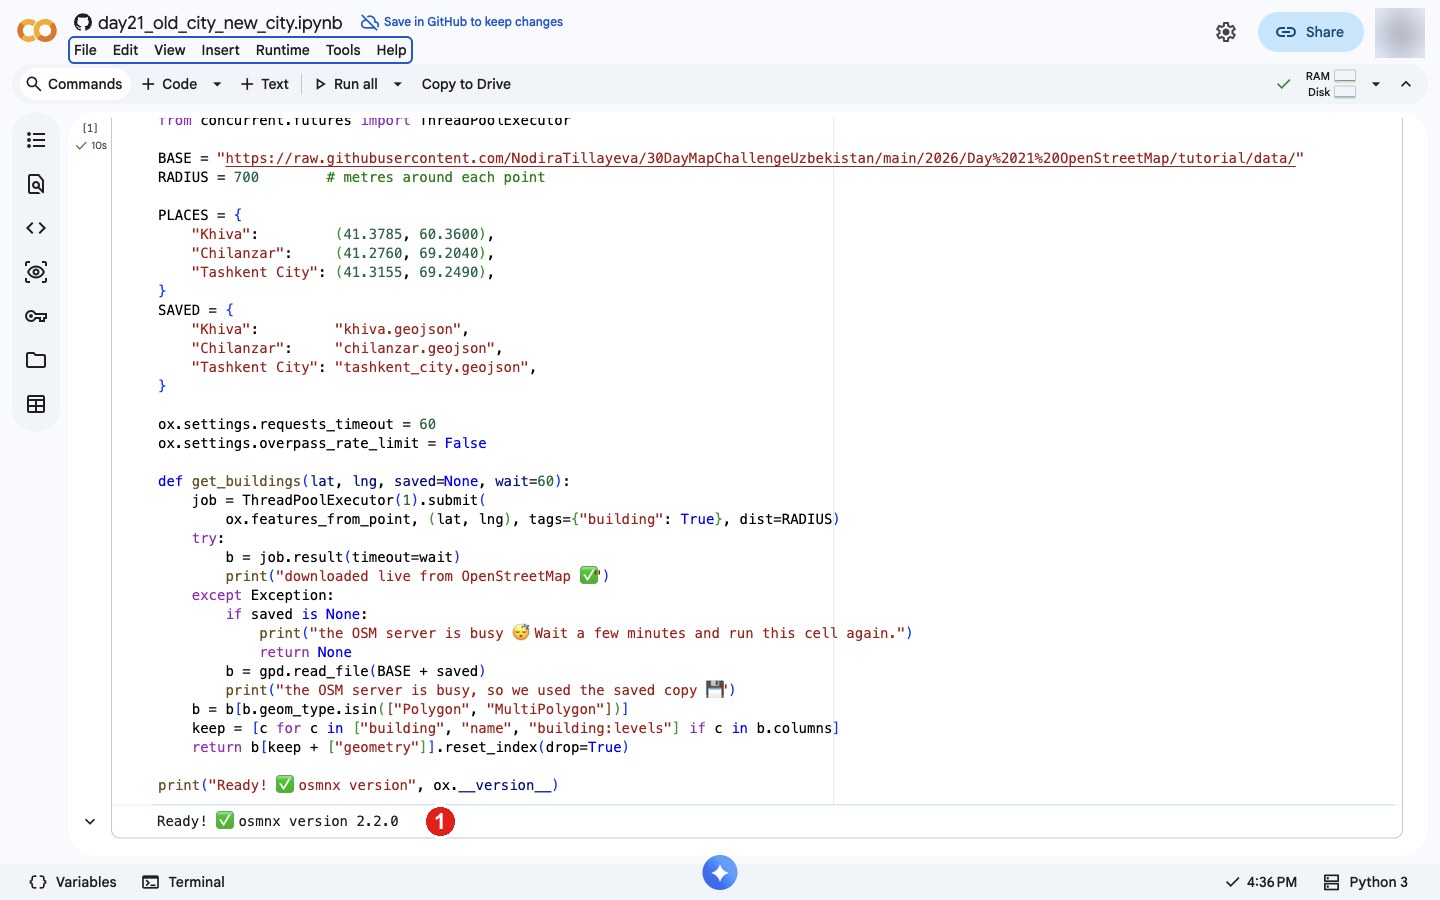 day21_old_city_new_city.ipynb
Save in GitHub to keep changes
Share
File Edit View Insert Runtime Tools Help
Commands + Code + Text Run all Copy to Drive
RAM
Disk
[1]
10s
from concurrent.futures import ThreadPoolExecutor
BASE = "https://raw.githubusercontent.com/NodiraTillayeva/30DayMapChallengeUzbekistan/main/2026/Day%2021%20OpenStreetMap/tutorial/data/"
RADIUS = 700        # metres around each point
PLACES = {
    "Khiva":         (41.3785, 60.3600),
    "Chilanzar":     (41.2760, 69.2040),
    "Tashkent City": (41.3155, 69.2490),
}
SAVED = {
    "Khiva":         "khiva.geojson",
    "Chilanzar":     "chilanzar.geojson",
    "Tashkent City": "tashkent_city.geojson",
}
ox.settings.requests_timeout = 60
ox.settings.overpass_rate_limit = False
def get_buildings(lat, lng, saved=None, wait=60):
    job = ThreadPoolExecutor(1).submit(
        ox.features_from_point, (lat, lng), tags={"building": True}, dist=RADIUS)
    try:
        b = job.result(timeout=wait)
        print("downloaded live from OpenStreetMap ✅")
    except Exception:
        if saved is None:
            print("the OSM server is busy 😴 Wait a few minutes and run this cell again.")
            return None
        b = gpd.read_file(BASE + saved)
        print("the OSM server is busy, so we used the saved copy 💾")
    b = b[b.geom_type.isin(["Polygon", "MultiPolygon"])]
    keep = [c for c in ["building", "name", "building:levels"] if c in b.columns]
    return b[keep + ["geometry"]].reset_index(drop=True)
print("Ready! ✅ osmnx version", ox.__version__)
Ready! ✅ osmnx version 2.2.0
1
Variables Terminal
4:36 PM Python 3